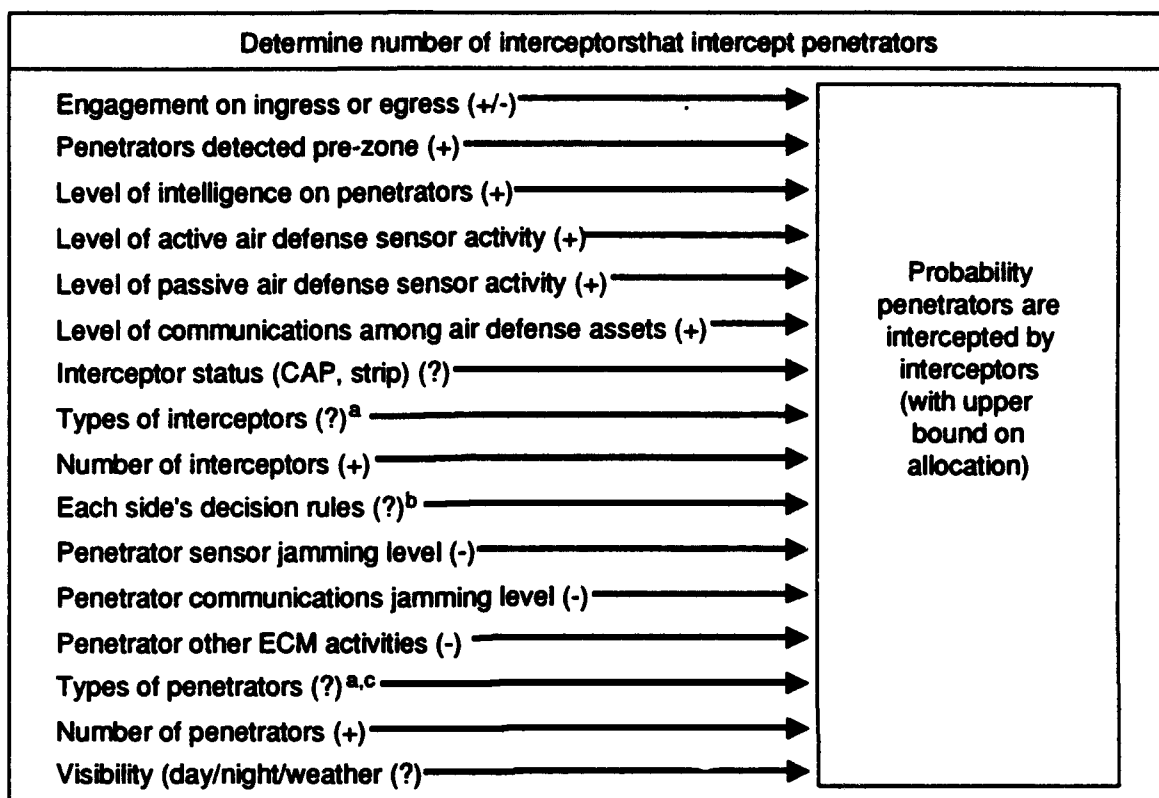 Determine number of interceptorsthat intercept penetrators
Engagement on ingress or egress (+/-)
Penetrators detected pre-zone (+)
Level of intelligence on penetrators (+)
Level of active air defense sensor activity (+)
Level of passive air defense sensor activity (+)
Level of communications among air defense assets (+)
Interceptor status (CAP, strip) (?)
Types of interceptors (?)a
Number of interceptors (+)
Each side's decision rules (?)b
Penetrator sensor jamming level (-)
Penetrator communications jamming level (-)
Penetrator other ECM activities (-)
Types of penetrators (?)a,c
Number of penetrators (+)
Visibility (day/night/weather (?)
Probability
penetrators are
intercepted by
interceptors
(with upper
bound on
allocation)